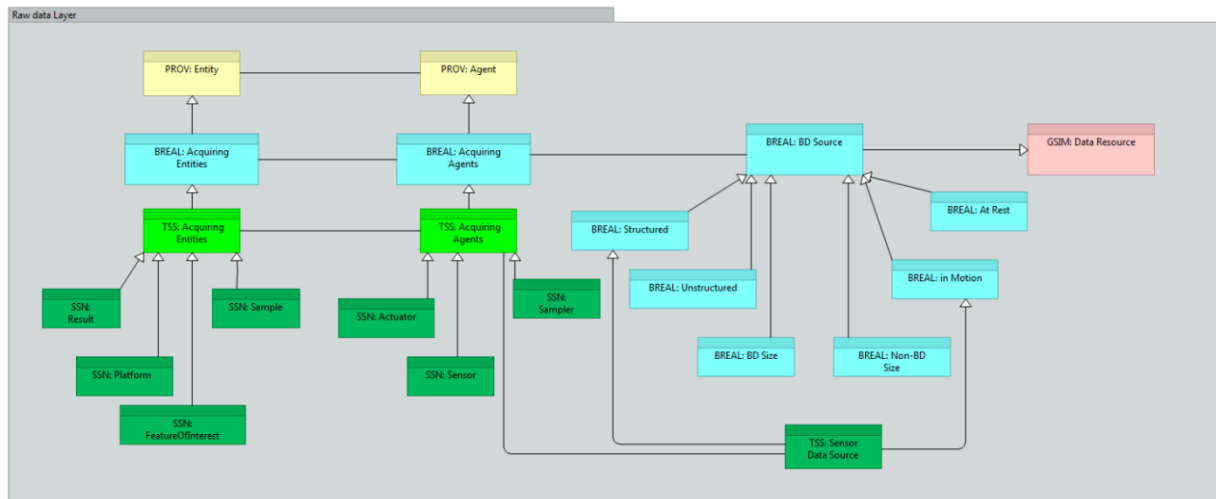 Raw data Layer
PROV: Entity
PROV: Agent
BREAL: Acquiring
Entities
BREAL: Acquiring
Agents
BREAL: BD Source
GSIM: Data Resource
TSS: Acquiring
Entities
TSS: Acquiring
Agents
BREAL: Structured
BREAL: At Rest
BREAL: Unstructured
BREAL: in Motion
SSN:
Result
SSN: Sample
SSN: Actuator
SSN:
Sampler
SSN: Platform
SSN: Sensor
BREAL: BD Size
BREAL: Non-BD
Size
SSN:
FeatureOfInterest
TSS: Sensor
Data Source